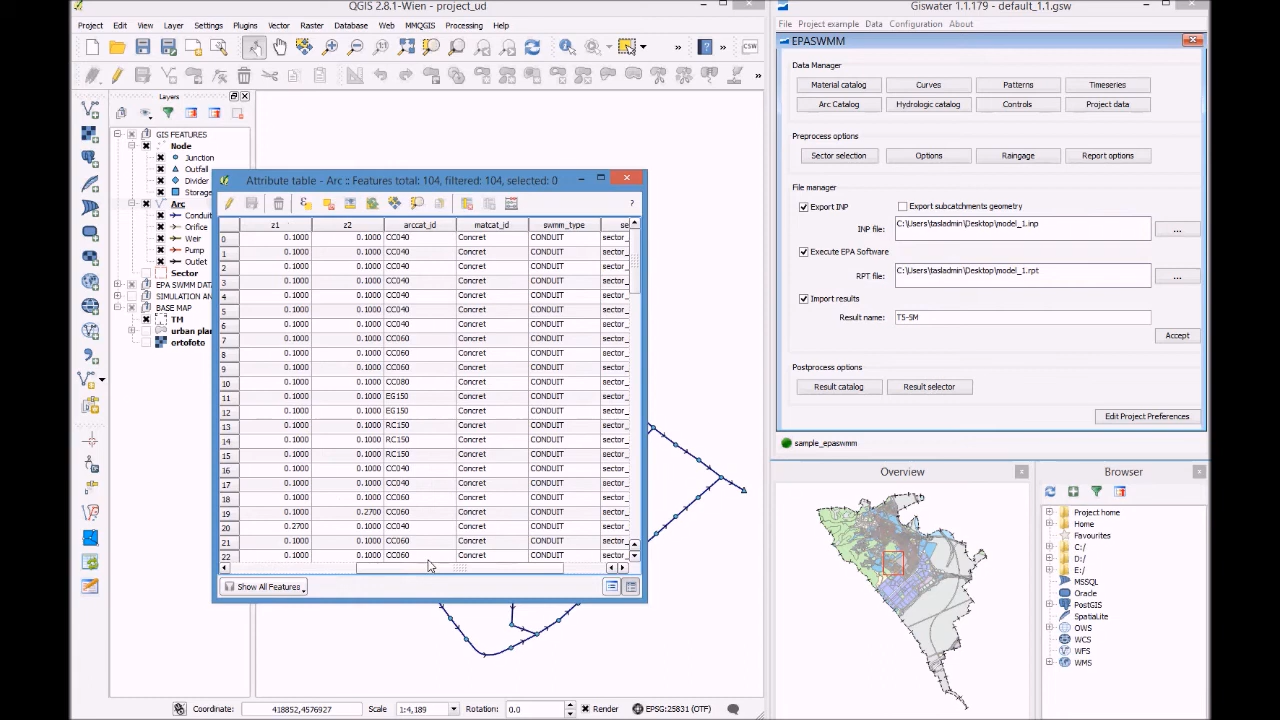 QGIS 2.8.1-Wien - project_ud
Giswater 1.1.179 - default_1.1.gsw
Project Edit View Layer Settings Plugins Vector Raster Database Web MMQGIS Processing Help
File Project example Data Configuration About
CSW
Layers
GIS FEATURES
Node
Junction
Outfall
Divider
Storage
Arc
Conduit
Orifice
Weir
Pump
Outlet
Sector
EPA SWMM DATA
SIMULATION AN
BASE MAP
TM
urban plan
ortofoto
Attribute table - Arc :: Features total: 104, filtered: 104, selected: 0
?
z1 z2 arccat_id matcat_id swmm_type se
0 0.1000 0.1000 CC040 Concret CONDUIT sector_
1 0.1000 0.1000 CC040 Concret CONDUIT sector_
2 0.1000 0.1000 CC040 Concret CONDUIT sector_
3 0.1000 0.1000 CC040 Concret CONDUIT sector_
4 0.1000 0.1000 CC040 Concret CONDUIT sector_
5 0.1000 0.1000 CC040 Concret CONDUIT sector_
6 0.1000 0.1000 CC040 Concret CONDUIT sector_
7 0.1000 0.1000 CC060 Concret CONDUIT sector_
8 0.1000 0.1000 CC060 Concret CONDUIT sector_
9 0.1000 0.1000 CC060 Concret CONDUIT sector_
10 0.1000 0.1000 CC080 Concret CONDUIT sector_
11 0.1000 0.1000 EG150 Concret CONDUIT sector_
12 0.1000 0.1000 EG150 Concret CONDUIT sector_
13 0.1000 0.1000 RC150 Concret CONDUIT sector_
14 0.1000 0.1000 RC150 Concret CONDUIT sector_
15 0.1000 0.1000 RC150 Concret CONDUIT sector_
16 0.1000 0.1000 CC040 Concret CONDUIT sector_
17 0.1000 0.1000 CC040 Concret CONDUIT sector_
18 0.1000 0.1000 CC060 Concret CONDUIT sector_
19 0.1000 0.2700 CC060 Concret CONDUIT sector_
20 0.2700 0.1000 CC040 Concret CONDUIT sector_
21 0.1000 0.1000 CC060 Concret CONDUIT sector_
22 0.1000 0.1000 CC060 Concret CONDUIT sector_
Show All Features
Coordinate: 418852,4576927 Scale 1:4,189 Rotation: 0.0 Render EPSG:25831 (OTF)
EPASWMM
Data Manager
Material catalog Curves Patterns Timeseries
Arc Catalog Hydrologic catalog Controls Project data
Preprocess options
Sector selection Options Raingage Report options
File manager
Export INP Export subcatchments geometry
INP file: C:\Users\tasladmin\Desktop\model_1.inp ...
Execute EPA Software
RPT file: C:\Users\tasladmin\Desktop\model_1.rpt ...
Import results
Result name: T5-5M
Accept
Postprocess options
Result catalog Result selector
Edit Project Preferences
sample_epaswmm
Overview
Browser
Project home
Home
Favourites
C:/
D:/
E:/
MSSQL
Oracle
PostGIS
SpatiaLite
OWS
WCS
WFS
WMS